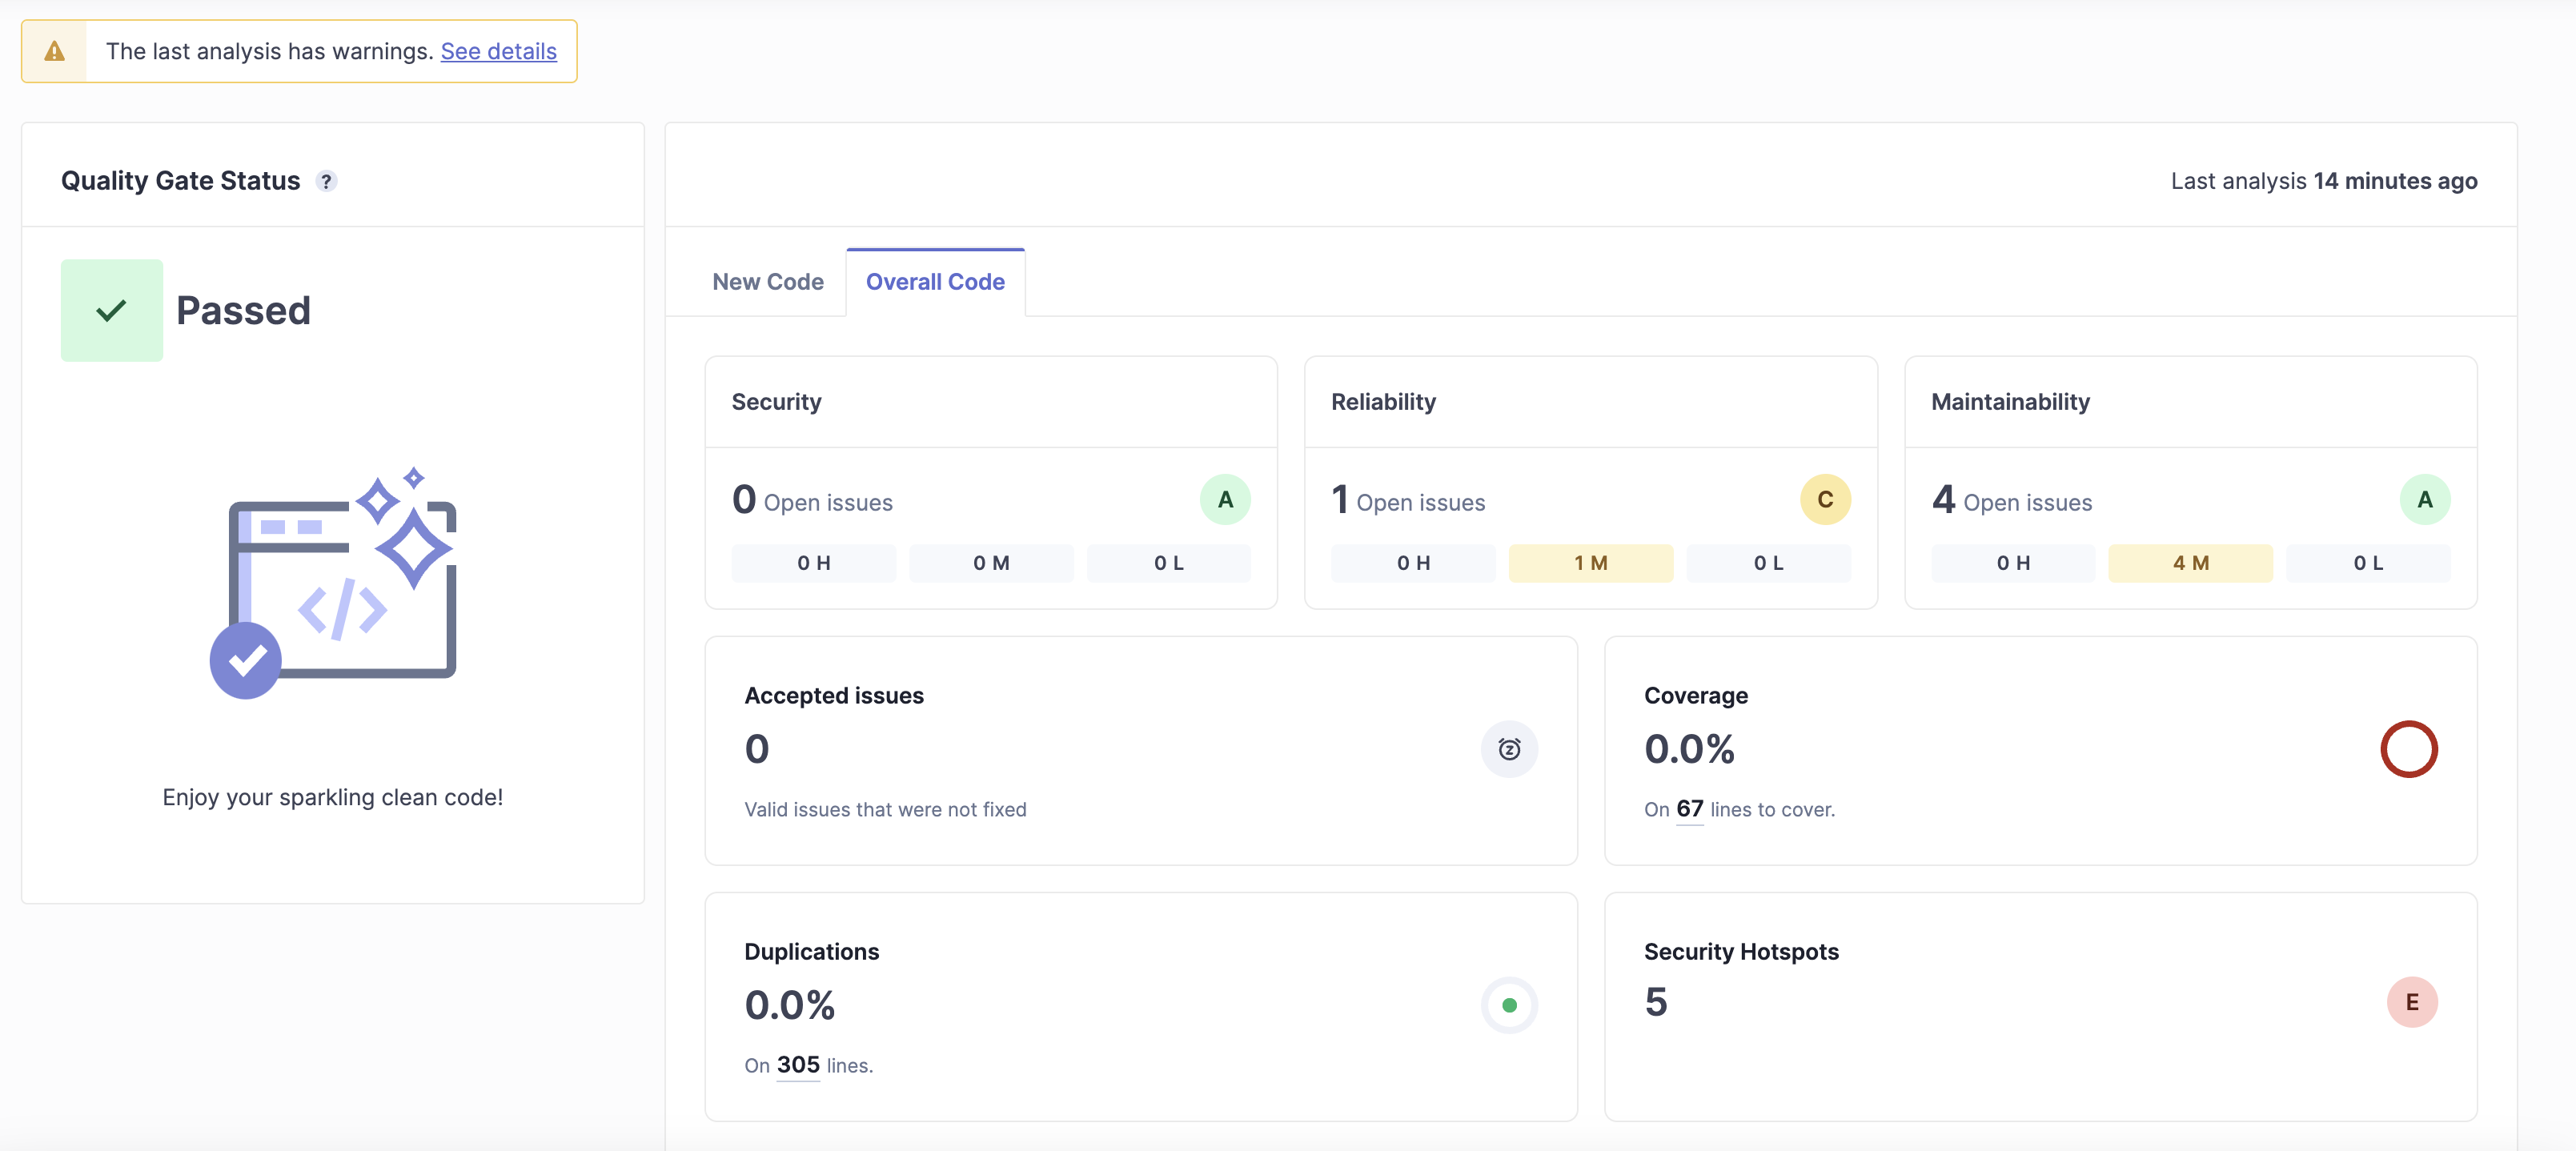 The last analysis has warnings. See details
Quality Gate Status ?
Last analysis 14 minutes ago
Passed
Enjoy your sparkling clean code!
New Code
Overall Code
Security
0 Open issues
A
0 H
0 M
0 L
Reliability
1 Open issues
C
0 H
1 M
0 L
Maintainability
4 Open issues
A
0 H
4 M
0 L
Accepted issues
0
Valid issues that were not fixed
Coverage
0.0%
On 67 lines to cover.
Duplications
0.0%
On 305 lines.
Security Hotspots
5
E